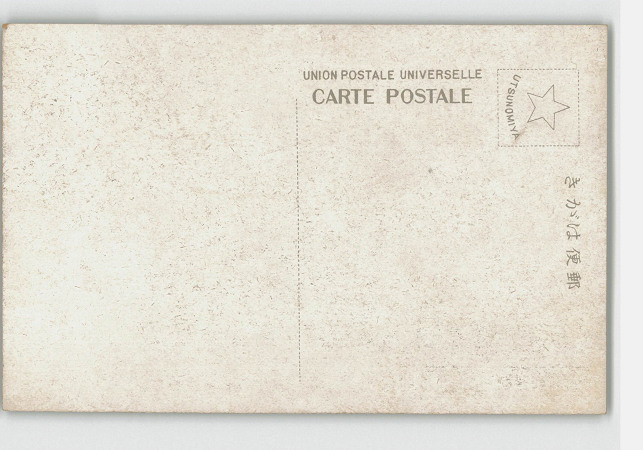 UNION POSTALE UNIVERSELLE
CARTE POSTALE
UTSUNOMIYA
きがは便郵